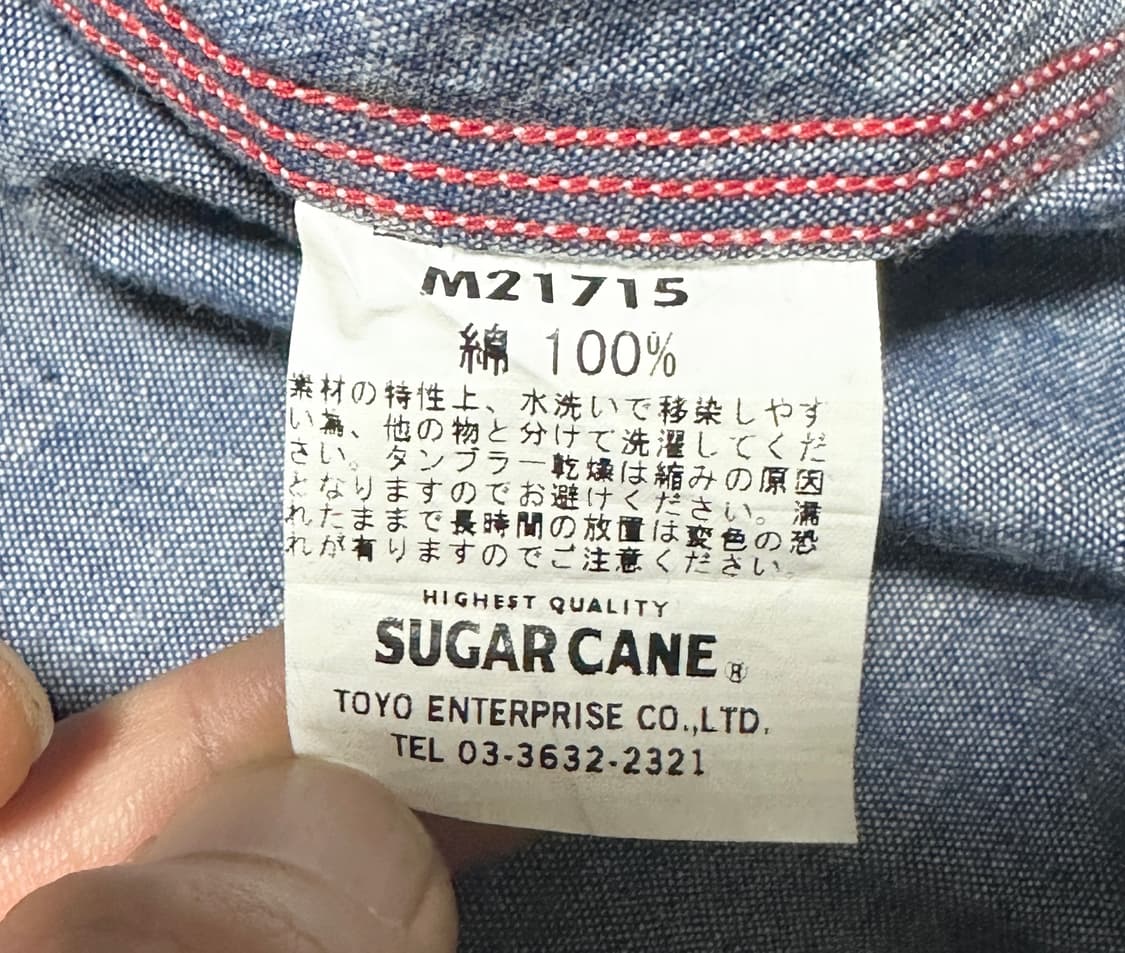 M21715
綿 100%
素材の特性上、水洗いで移染しやす
い為、他の物と分けて洗濯してくだ
さい。タンブラー乾燥は縮みの原因
となりますのでお避けください。濡
れたままで長時間の放置は変色の恐
れが有りますのでご注意ください。
HIGHEST QUALITY
SUGAR CANE ®
TOYO ENTERPRISE CO.,LTD.
TEL 03-3632-2321